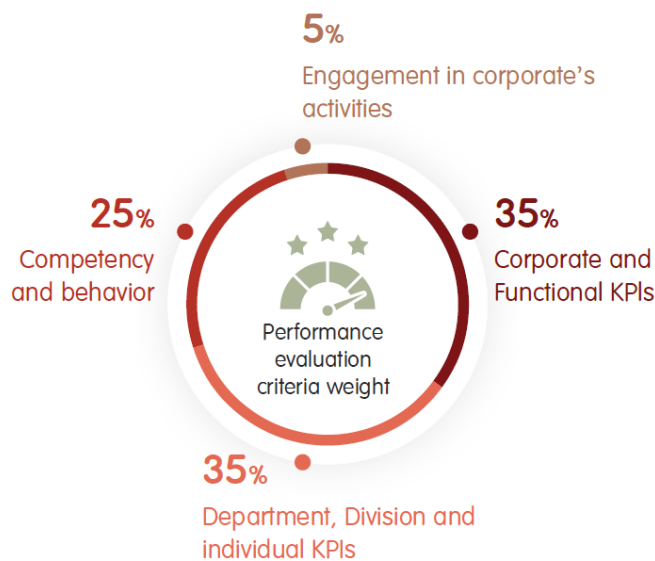 5%
Engagement in corporate's
activities
25%
Competency
and behavior
35%
Corporate and
Functional KPIs
Performance
evaluation
criteria weight
35%
Department, Division and
individual KPIs